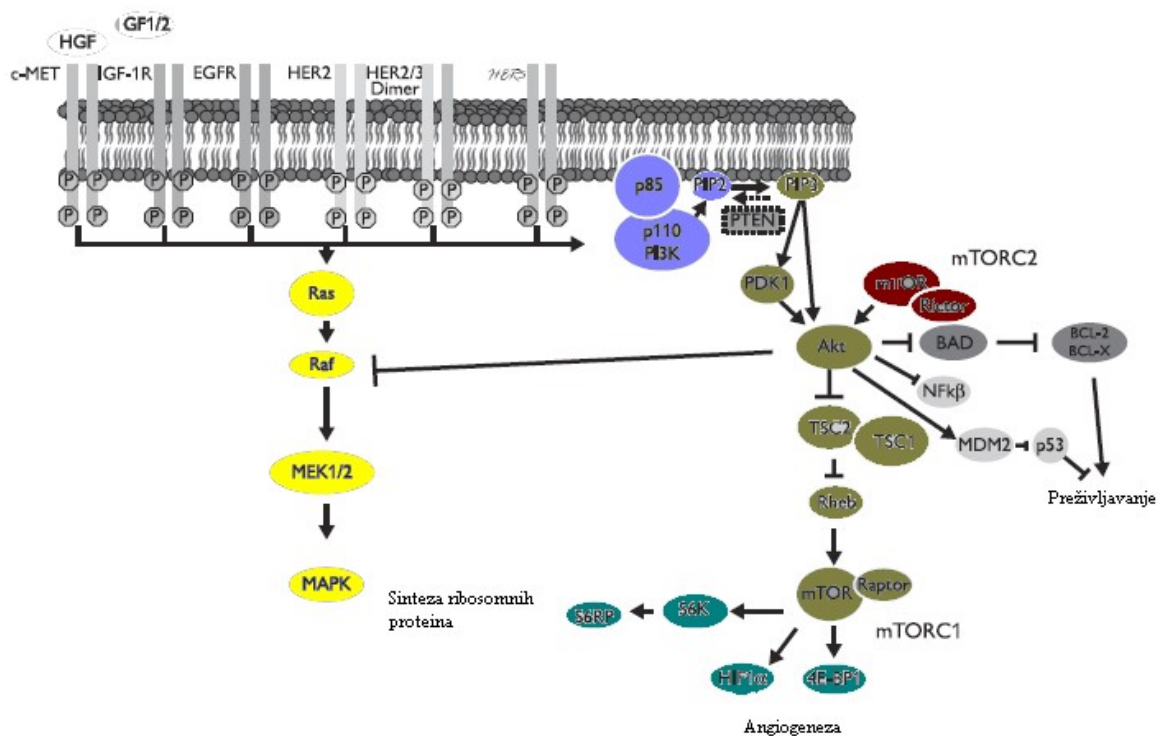 HGF
GF1/2
c-MET
IGF-1R
EGFR
HER2
HER2/3
Dimer
P P P P P P P P P P P P
P P P P P P P P P P P P
p85
PIP2
PIP3
PTEN
p110
PI3K
PDK1
mTORC2
mTOR
Rictor
Ras
Akt
BAD
BCL-2
BCL-X
Raf
NFkβ
TSC2
TSC1
MDM2
p53
MEK1/2
Preživljavanje
Rheb
MAPK
mTOR
Raptor
Sinteza ribosomnih
proteina
S6RP
S6K
mTORC1
HIF1α
4E-BP1
Angiogeneza